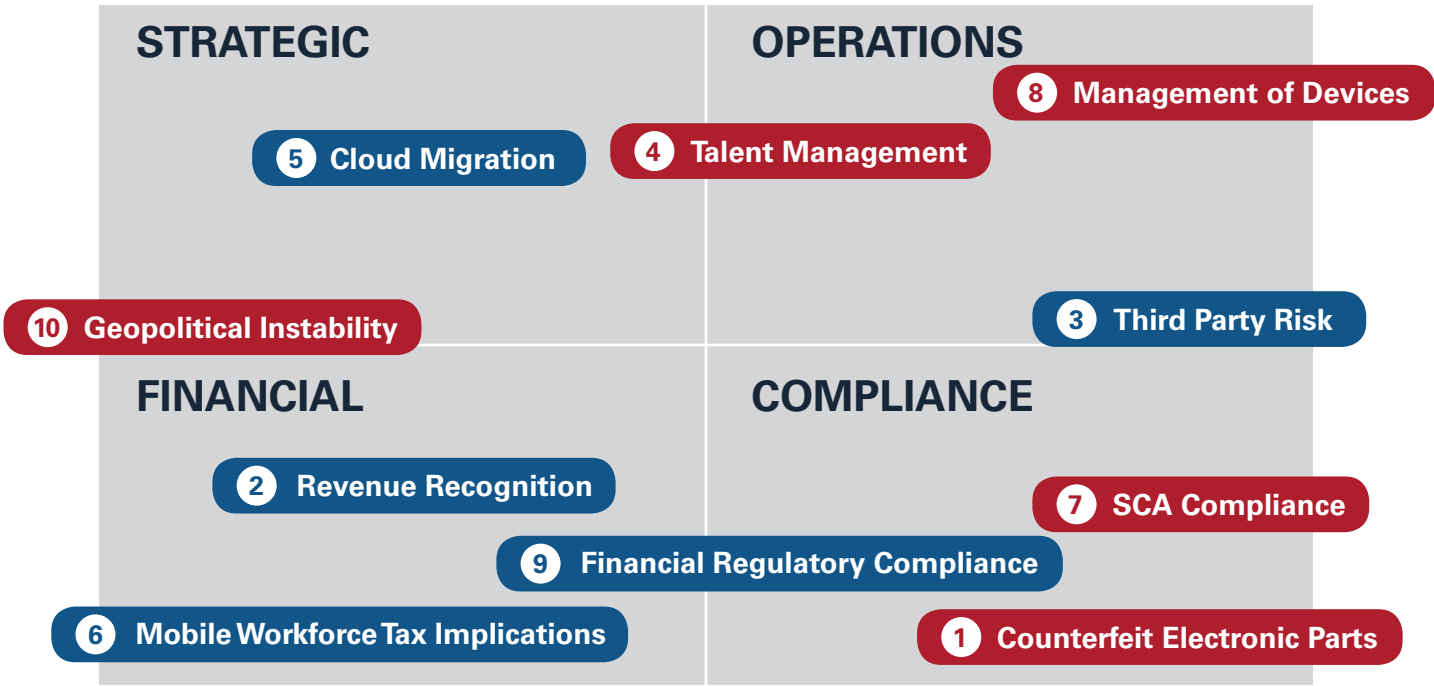 STRATEGIC
5 Cloud Migration
10 Geopolitical Instability
OPERATIONS
8 Management of Devices
4 Talent Management
3 Third Party Risk
FINANCIAL
2 Revenue Recognition
9 Financial Regulatory Compliance
6 Mobile Workforce Tax Implications
COMPLIANCE
7 SCA Compliance
1 Counterfeit Electronic Parts